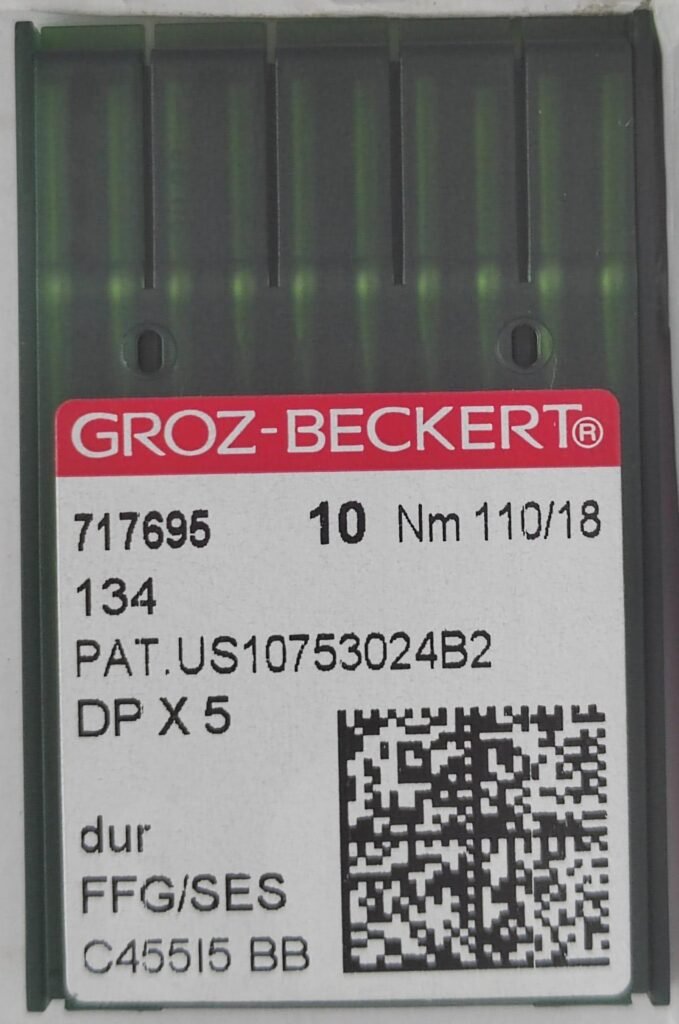 GROZ-BECKERT®
717695 10 Nm 110/18
134
PAT.US10753024B2
DP X 5
dur
FFG/SES
C455I5 BB